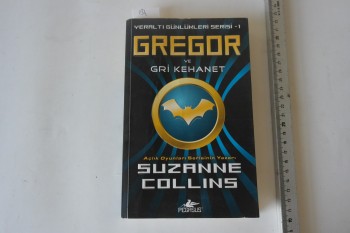 YERALTI GÜNLÜKLERİ SERİSİ -1
GREGOR
VE
GRİ KEHANET
Açlık Oyunları Serisinin Yazarı
SUZANNE
COLLINS
PEGASUS